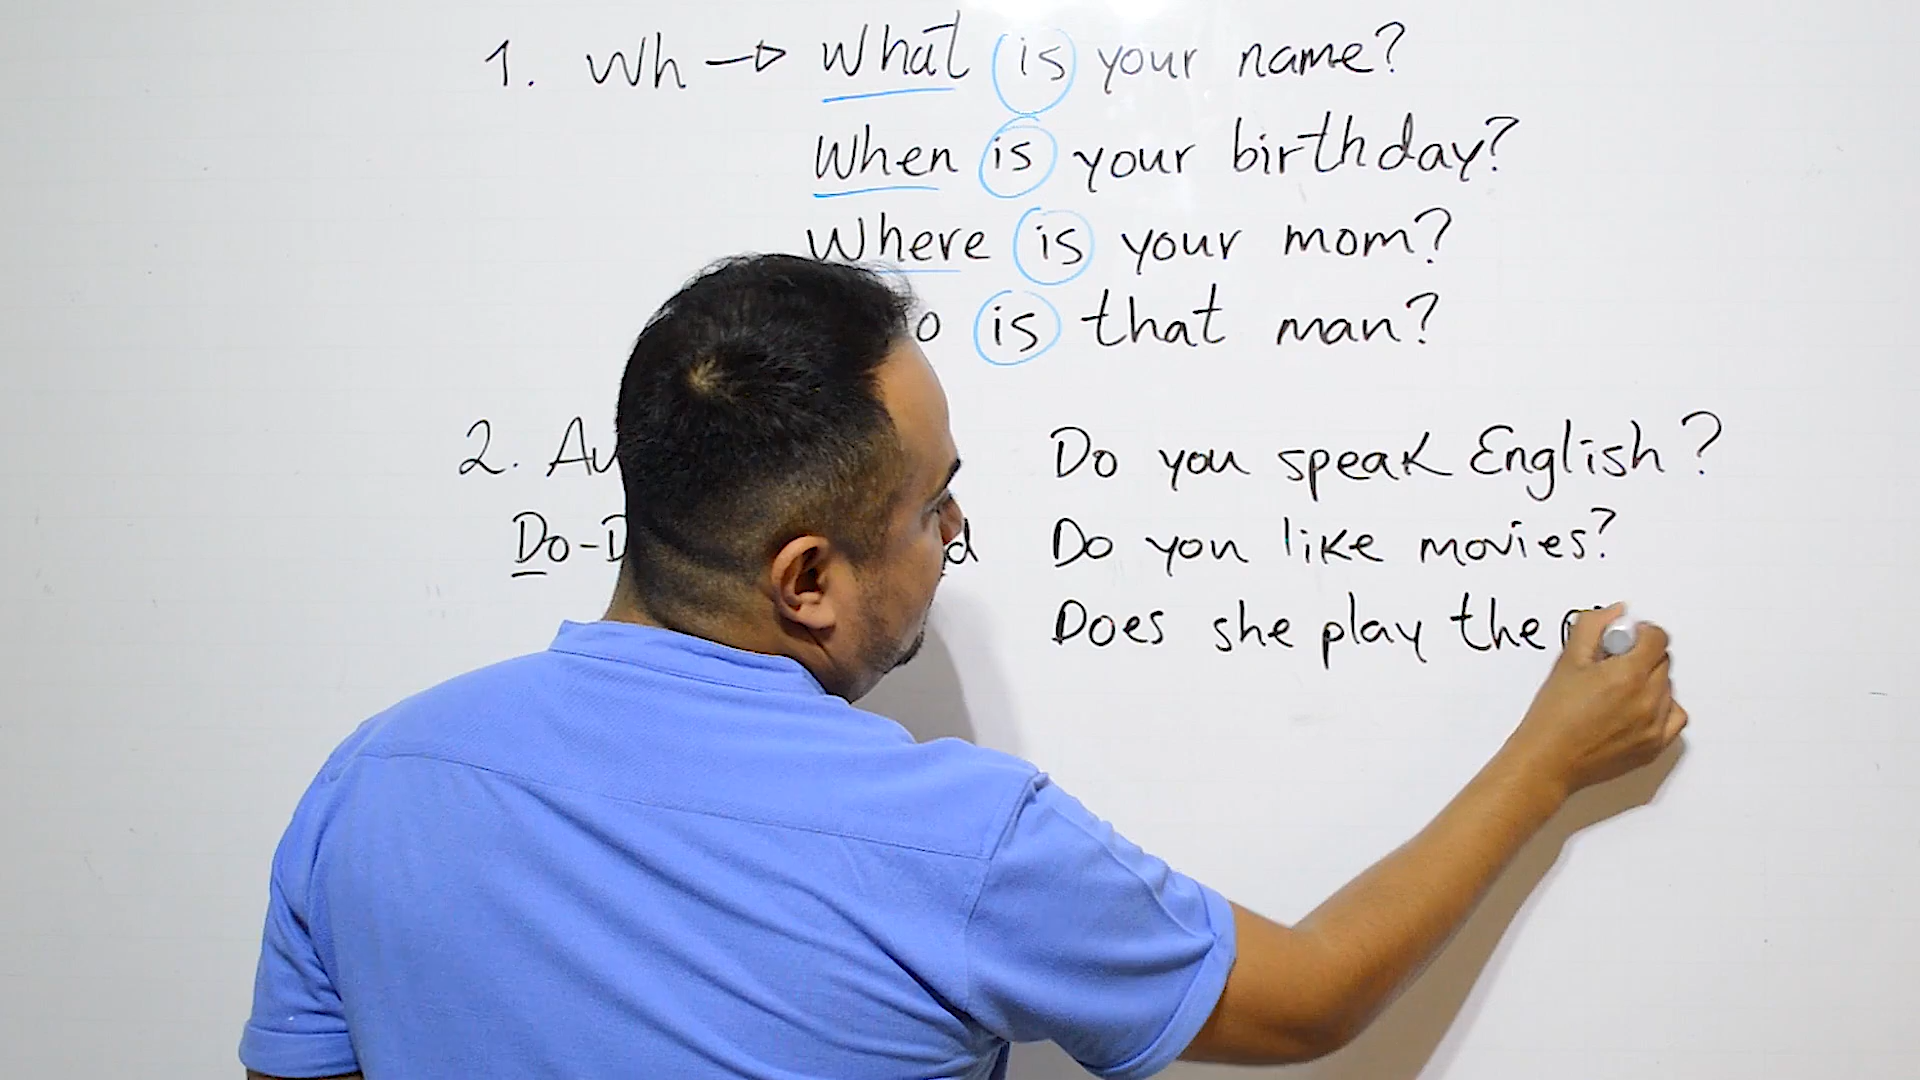 1. Wh → What is your name?
When is your birthday?
Where is your mom?
is that man?
2.
Do you speak English?
Do-
Do you like movies?
Does she play the